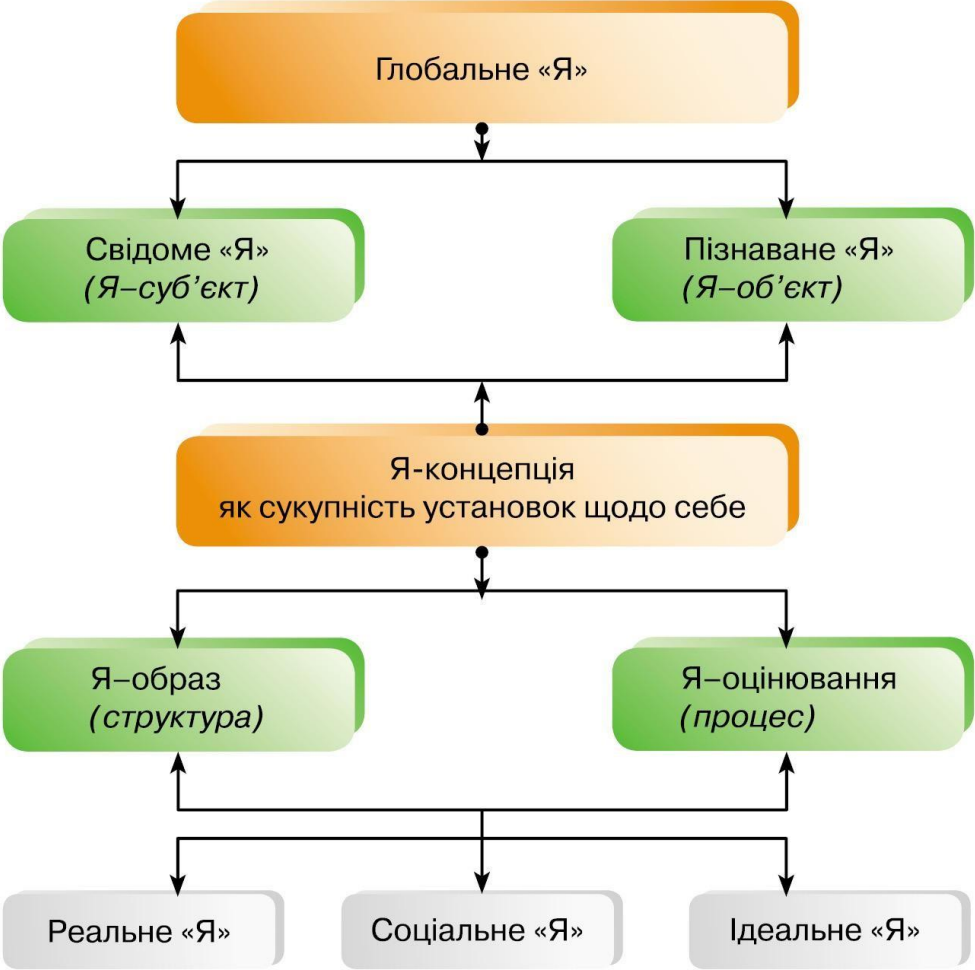 Глобальне «Я»
Свідоме «Я»
(Я–суб’єкт)
Пізнаване «Я»
(Я–об’єкт)
Я-концепція
як сукупність установок щодо себе
Я–образ
(структура)
Я–оцінювання
(процес)
Реальне «Я»
Соціальне «Я»
Ідеальне «Я»